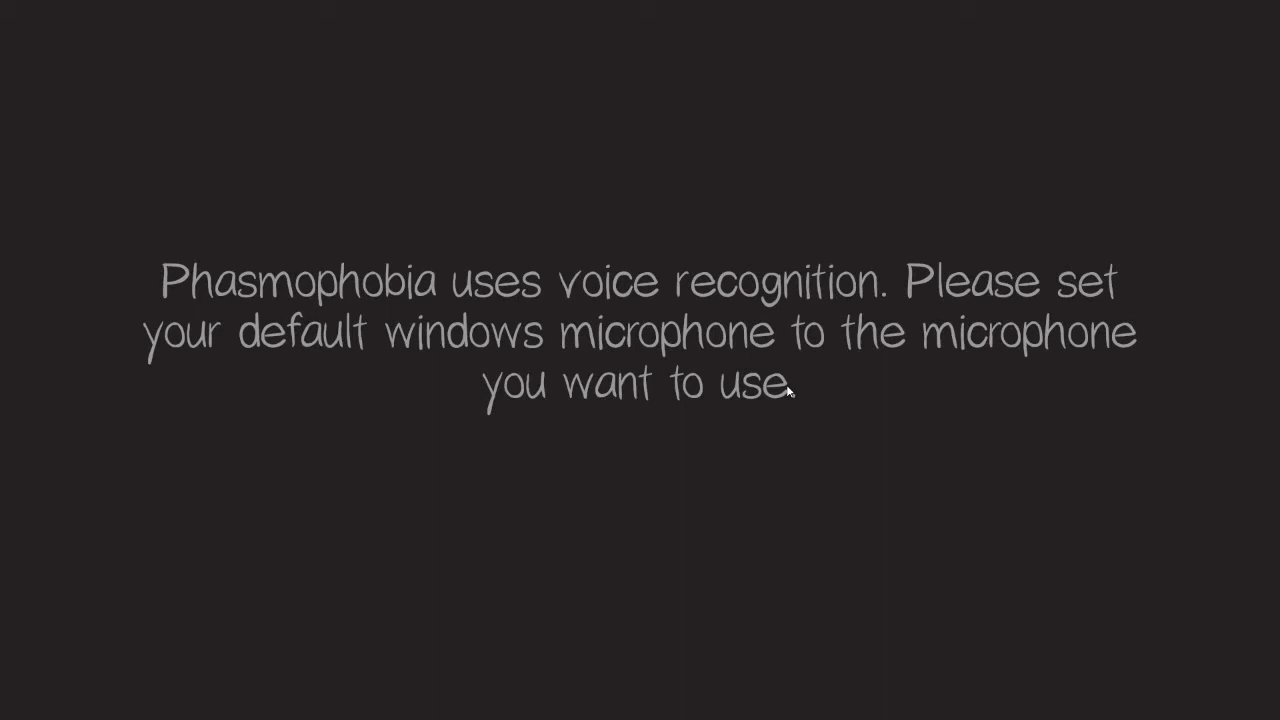 Phasmophobia uses voice recognition. Please set
your default windows microphone to the microphone
you want to use.